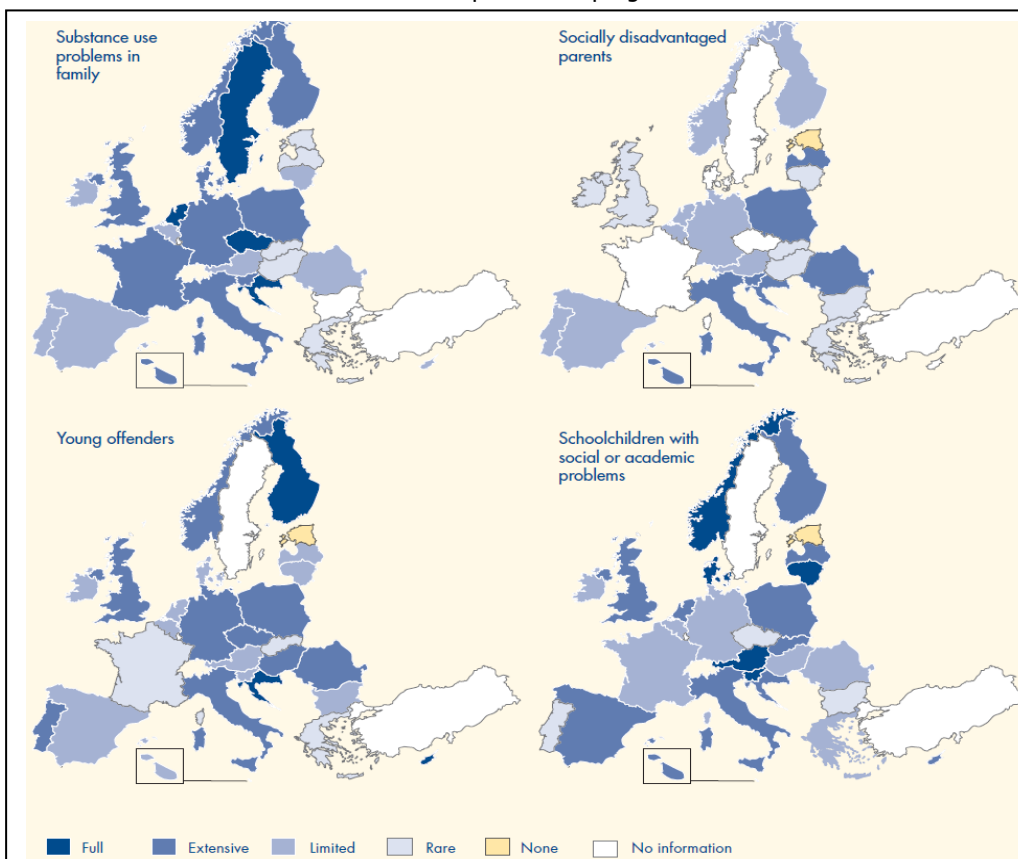 Substance use
problems in
family
Socially disadvantaged
parents
Young offenders
Schoolchildren with
social or academic
problems
Full Extensive Limited Rare None No information